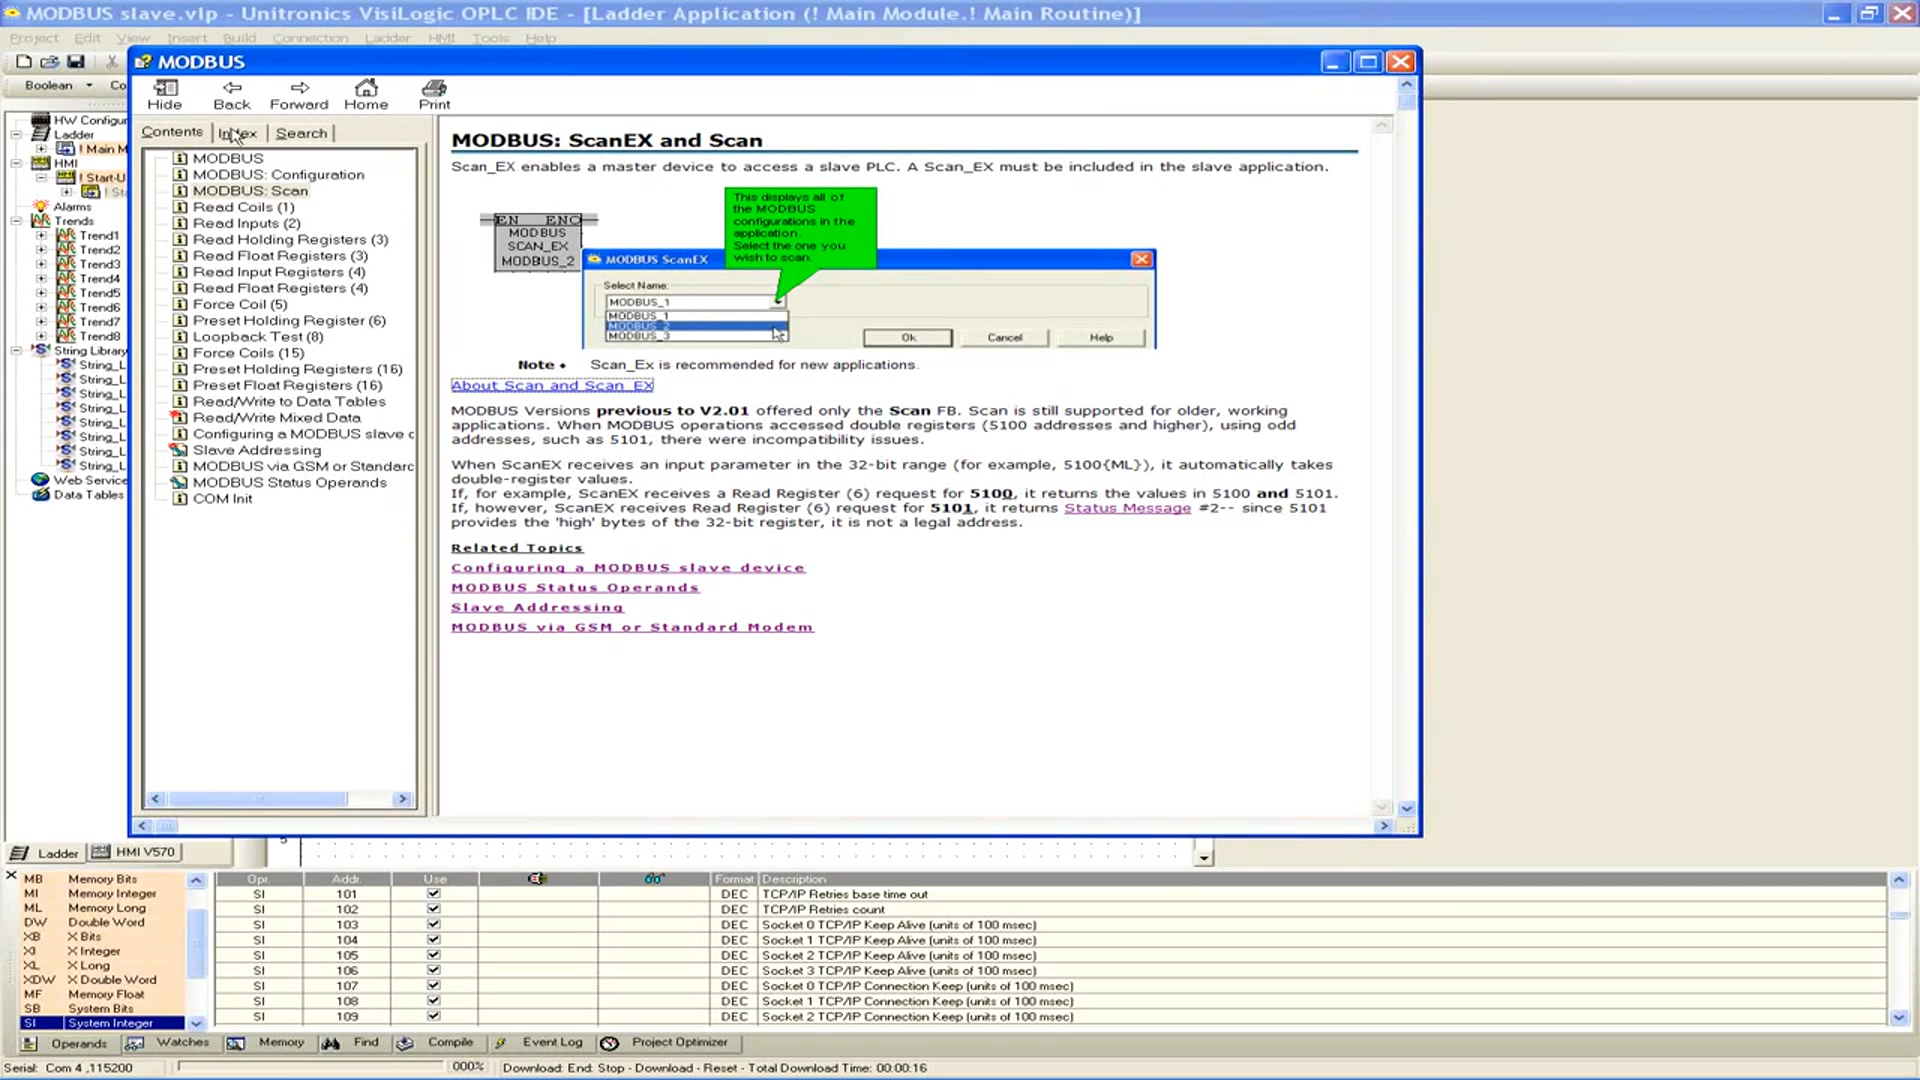 MODBUS slave.vlp - Unitronics VisiLogic OPLC IDE - [Ladder Application (! Main Module.! Main Routine)]
Project Edit View Insert Build Connection Ladder HMI Tools Help
Boolean Co
HW Configur
Ladder
! Main M
HMI
! Start-U
! Sta
Alarms
Trends
Trend1
Trend2
Trend3
Trend4
Trend5
Trend6
Trend7
Trend8
String Library
String_L
String_L
String_L
String_L
String_L
String_L
String_L
String_L
Web Service
Data Tables
MODBUS
Hide Back Forward Home Print
Contents Index Search
MODBUS
MODBUS: Configuration
MODBUS: Scan
Read Coils (1)
Read Inputs (2)
Read Holding Registers (3)
Read Float Registers (3)
Read Input Registers (4)
Read Float Registers (4)
Force Coil (5)
Preset Holding Register (6)
Loopback Test (8)
Force Coils (15)
Preset Holding Registers (16)
Preset Float Registers (16)
Read/Write to Data Tables
Read/Write Mixed Data
Configuring a MODBUS slave c
Slave Addressing
MODBUS via GSM or Standarc
MODBUS Status Operands
COM Init
MODBUS: ScanEX and Scan
Scan_EX enables a master device to access a slave PLC. A Scan_EX must be included in the slave application.
EN ENO
MODBUS
SCAN_EX
MODBUS_2
This displays all of
the MODBUS
configurations in the
application.
Select the one you
wish to scan.
MODBUS ScanEX
Select Name:
MODBUS_1
MODBUS_1
MODBUS_2
MODBUS_3
Ok Cancel Help
Note • Scan_Ex is recommended for new applications.
About Scan and Scan_EX
MODBUS Versions previous to V2.01 offered only the Scan FB. Scan is still supported for older, working
applications. When MODBUS operations accessed double registers (5100 addresses and higher), using odd
addresses, such as 5101, there were incompatibility issues.
When ScanEX receives an input parameter in the 32-bit range (for example, 5100{ML}), it automatically takes
double-register values.
If, for example, ScanEX receives a Read Register (6) request for 5100, it returns the values in 5100 and 5101.
If, however, ScanEX receives Read Register (6) request for 5101, it returns Status Message #2-- since 5101
provides the 'high' bytes of the 32-bit register, it is not a legal address.
Related Topics
Configuring a MODBUS slave device
MODBUS Status Operands
Slave Addressing
MODBUS via GSM or Standard Modem
Ladder HMI V570
5
MB Memory Bits
MI Memory Integer
ML Memory Long
DW Double Word
XB X Bits
XI X Integer
XL X Long
XDW X Double Word
MF Memory Float
SB System Bits
SI System Integer
Opr. Addr. Use Format Description
SI 101 DEC TCP/IP Retries base time out
SI 102 DEC TCP/IP Retries count
SI 103 DEC Socket 0 TCP/IP Keep Alive (units of 100 msec)
SI 104 DEC Socket 1 TCP/IP Keep Alive (units of 100 msec)
SI 105 DEC Socket 2 TCP/IP Keep Alive (units of 100 msec)
SI 106 DEC Socket 3 TCP/IP Keep Alive (units of 100 msec)
SI 107 DEC Socket 0 TCP/IP Connection Keep (units of 100 msec)
SI 108 DEC Socket 1 TCP/IP Connection Keep (units of 100 msec)
SI 109 DEC Socket 2 TCP/IP Connection Keep (units of 100 msec)
Operands Watches Memory Find Compile Event Log Project Optimizer
Serial: Com 4 ,115200 000% Download: End: Stop - Download - Reset - Total Download Time: 00:00:16